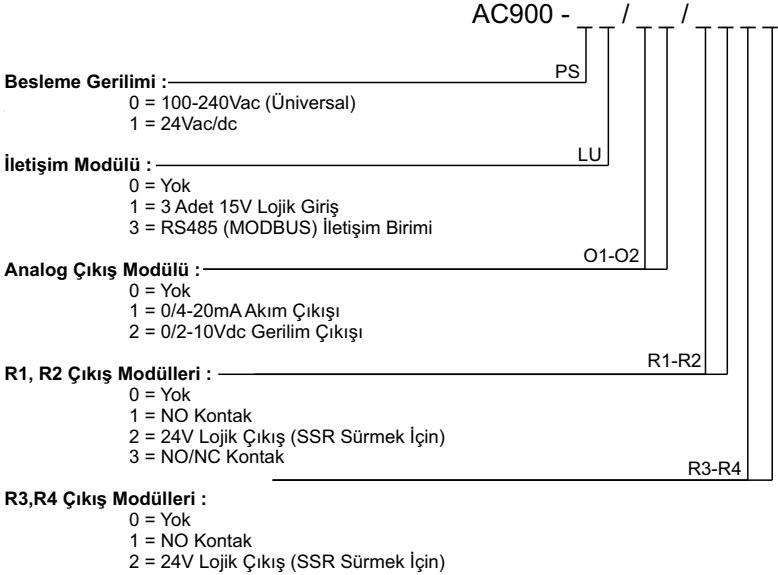 AC900 - _ _ / _ _ / _ _ _ _
PS
Besleme Gerilimi :
0 = 100-240Vac (Üniversal)
1 = 24Vac/dc
LU
İletişim Modülü :
0 = Yok
1 = 3 Adet 15V Lojik Giriş
3 = RS485 (MODBUS) İletişim Birimi
O1-O2
Analog Çıkış Modülü :
0 = Yok
1 = 0/4-20mA Akım Çıkışı
2 = 0/2-10Vdc Gerilim Çıkışı
R1-R2
R1, R2 Çıkış Modülleri :
0 = Yok
1 = NO Kontak
2 = 24V Lojik Çıkış (SSR Sürmek İçin)
3 = NO/NC Kontak
R3-R4
R3,R4 Çıkış Modülleri :
0 = Yok
1 = NO Kontak
2 = 24V Lojik Çıkış (SSR Sürmek İçin)